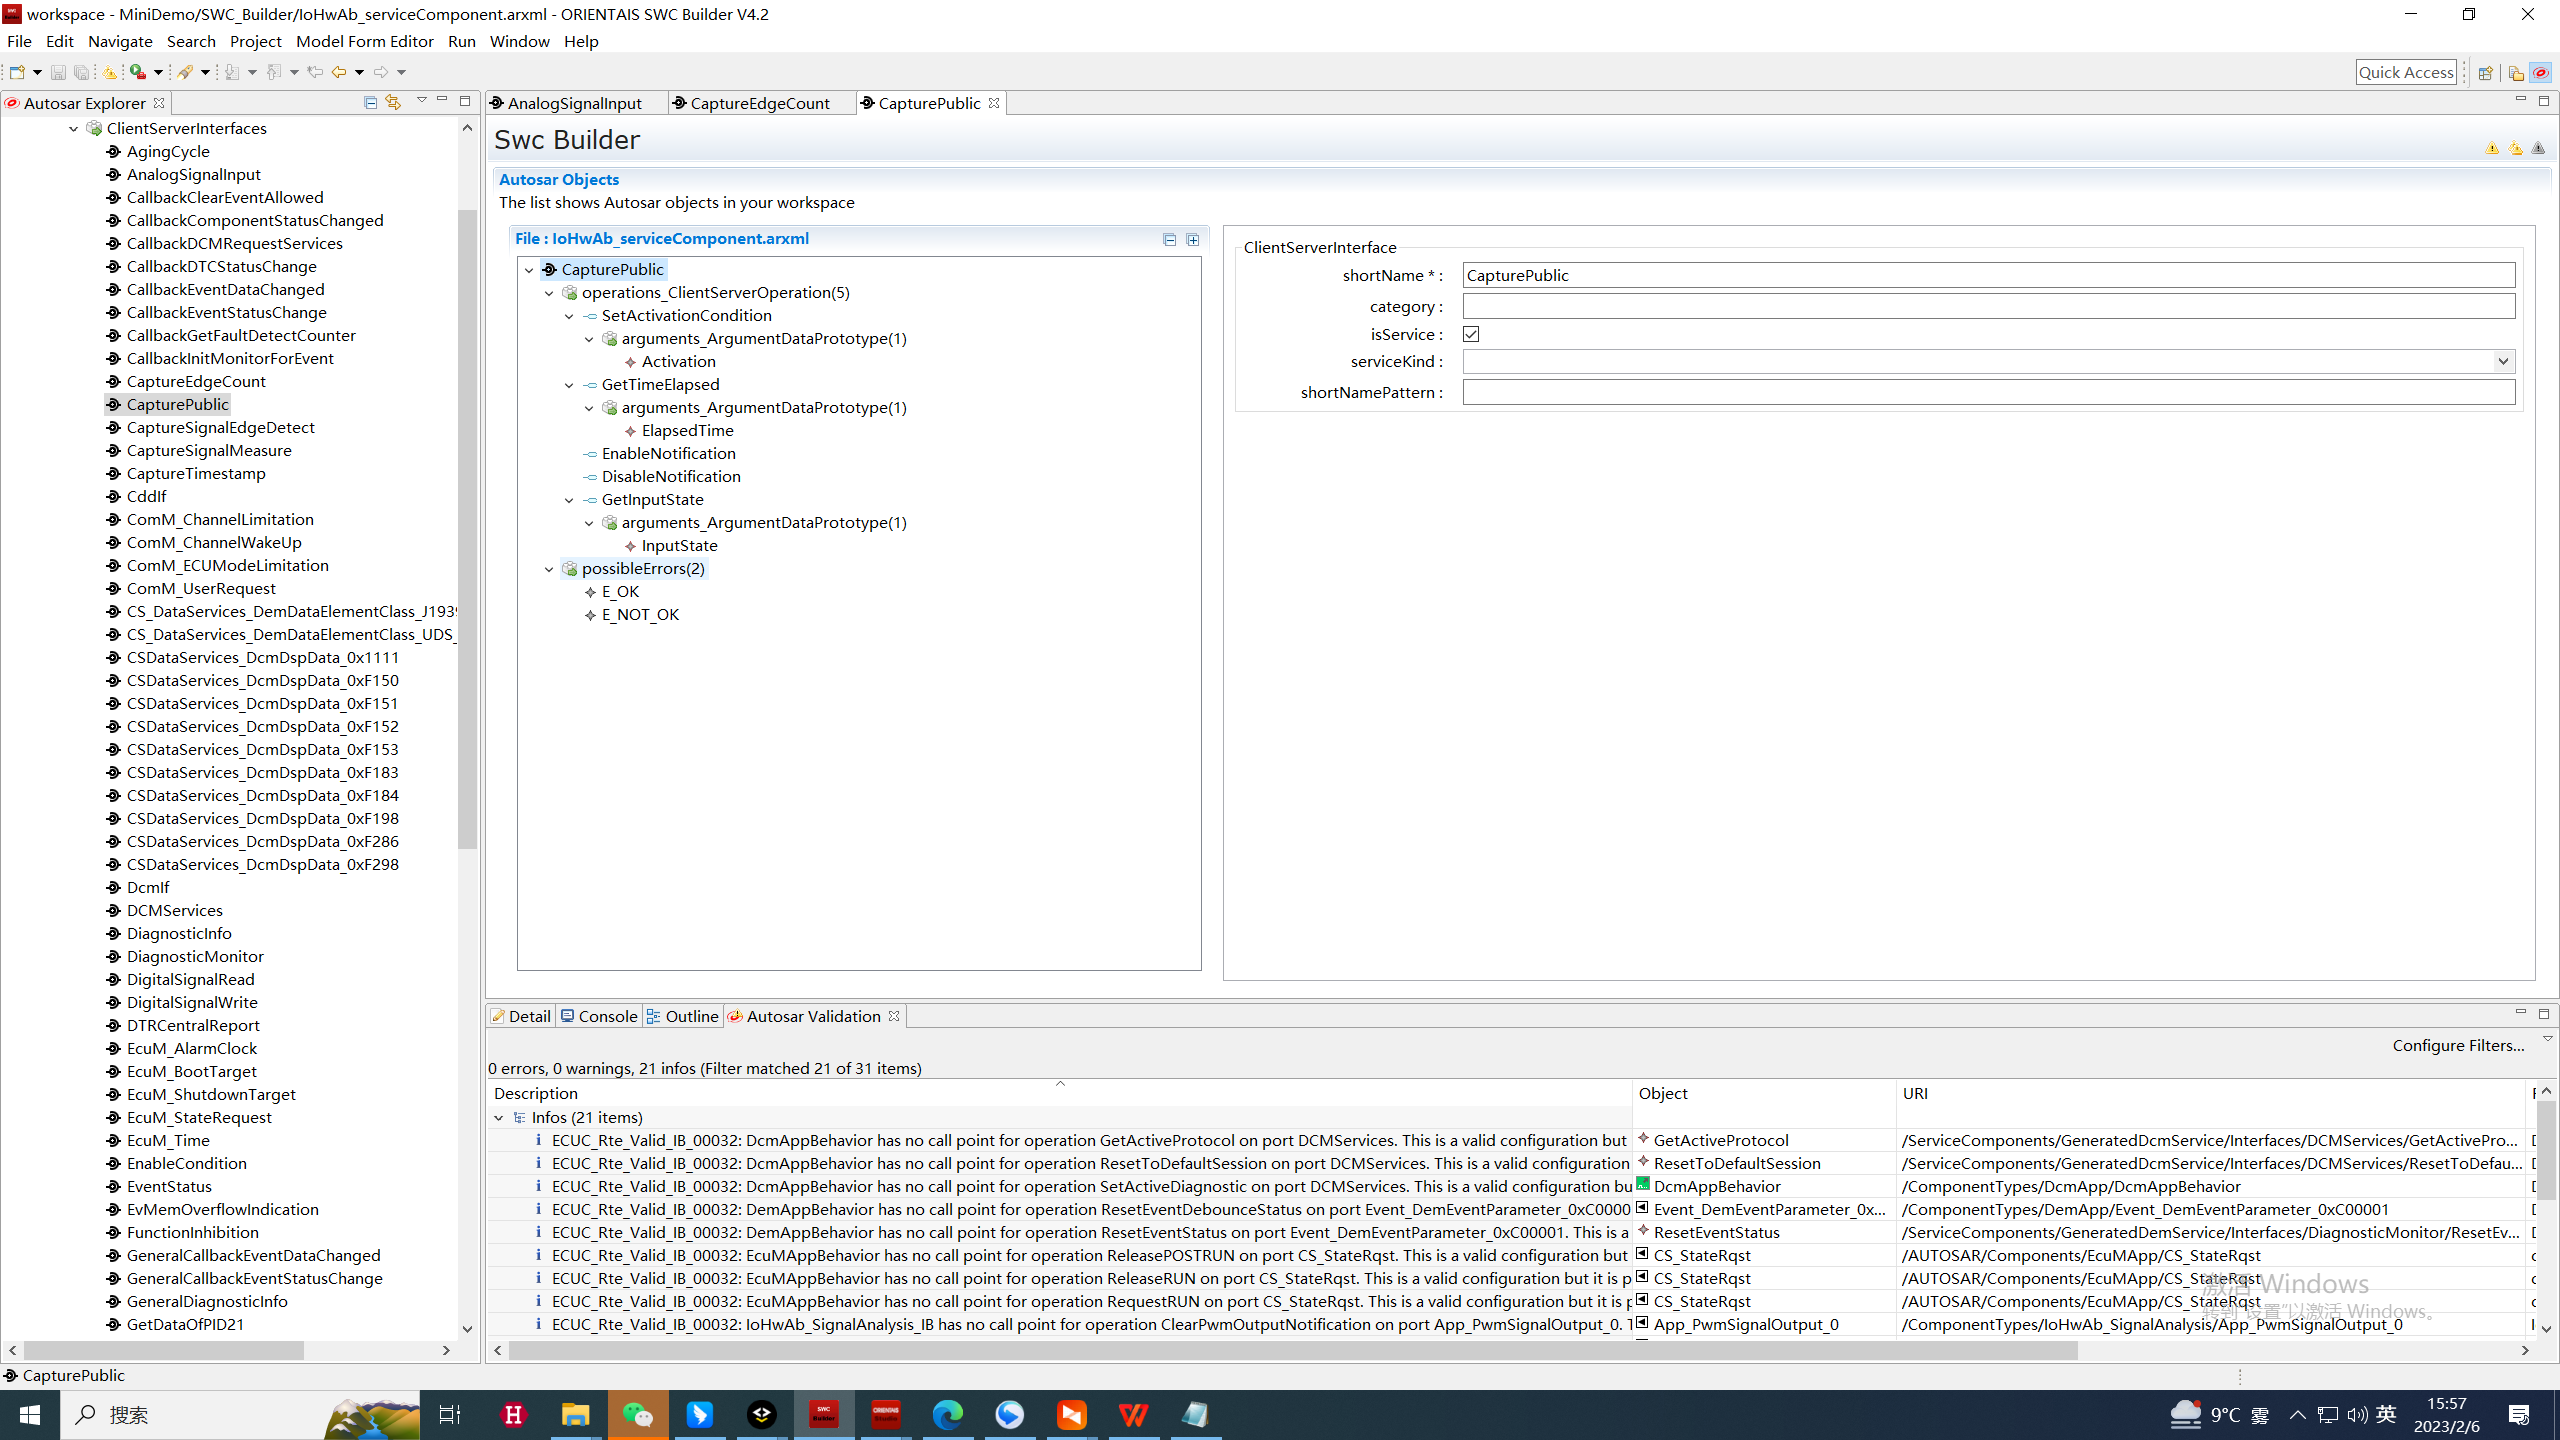 workspace - MiniDemo/SWC_Builder/IoHwAb_serviceComponent.arxml - ORIENTAIS SWC Builder V4.2
File Edit Navigate Search Project Model Form Editor Run Window Help
Quick Access
Autosar Explorer
ClientServerInterfaces
AgingCycle
AnalogSignalInput
CallbackClearEventAllowed
CallbackComponentStatusChanged
CallbackDCMRequestServices
CallbackDTCStatusChange
CallbackEventDataChanged
CallbackEventStatusChange
CallbackGetFaultDetectCounter
CallbackInitMonitorForEvent
CaptureEdgeCount
CapturePublic
CaptureSignalEdgeDetect
CaptureSignalMeasure
CaptureTimestamp
CddIf
ComM_ChannelLimitation
ComM_ChannelWakeUp
ComM_ECUModeLimitation
ComM_UserRequest
CS_DataServices_DemDataElementClass_J193
CS_DataServices_DemDataElementClass_UDS_
CSDataServices_DcmDspData_0x1111
CSDataServices_DcmDspData_0xF150
CSDataServices_DcmDspData_0xF151
CSDataServices_DcmDspData_0xF152
CSDataServices_DcmDspData_0xF153
CSDataServices_DcmDspData_0xF183
CSDataServices_DcmDspData_0xF184
CSDataServices_DcmDspData_0xF198
CSDataServices_DcmDspData_0xF286
CSDataServices_DcmDspData_0xF298
DcmIf
DCMServices
DiagnosticInfo
DiagnosticMonitor
DigitalSignalRead
DigitalSignalWrite
DTRCentralReport
EcuM_AlarmClock
EcuM_BootTarget
EcuM_ShutdownTarget
EcuM_StateRequest
EcuM_Time
EnableCondition
EventStatus
EvMemOverflowIndication
FunctionInhibition
GeneralCallbackEventDataChanged
GeneralCallbackEventStatusChange
GeneralDiagnosticInfo
GetDataOfPID21
AnalogSignalInput CaptureEdgeCount CapturePublic
Swc Builder
Autosar Objects
The list shows Autosar objects in your workspace
File : IoHwAb_serviceComponent.arxml
CapturePublic
operations_ClientServerOperation(5)
SetActivationCondition
arguments_ArgumentDataPrototype(1)
Activation
GetTimeElapsed
arguments_ArgumentDataPrototype(1)
ElapsedTime
EnableNotification
DisableNotification
GetInputState
arguments_ArgumentDataPrototype(1)
InputState
possibleErrors(2)
E_OK
E_NOT_OK
ClientServerInterface
shortName * : CapturePublic
category :
isService :
serviceKind :
shortNamePattern :
Detail Console Outline Autosar Validation
Configure Filters...
0 errors, 0 warnings, 21 infos (Filter matched 21 of 31 items)
Description Object URI
Infos (21 items)
ECUC_Rte_Valid_IB_00032: DcmAppBehavior has no call point for operation GetActiveProtocol on port DCMServices. This is a valid configuration but GetActiveProtocol /ServiceComponents/GeneratedDcmService/Interfaces/DCMServices/GetActivePro...
ECUC_Rte_Valid_IB_00032: DcmAppBehavior has no call point for operation ResetToDefaultSession on port DCMServices. This is a valid configuration ResetToDefaultSession /ServiceComponents/GeneratedDcmService/Interfaces/DCMServices/ResetToDefau...
ECUC_Rte_Valid_IB_00032: DcmAppBehavior has no call point for operation SetActiveDiagnostic on port DCMServices. This is a valid configuration bu DcmAppBehavior /ComponentTypes/DcmApp/DcmAppBehavior
ECUC_Rte_Valid_IB_00032: DemAppBehavior has no call point for operation ResetEventDebounceStatus on port Event_DemEventParameter_0xC0000 Event_DemEventParameter_0x... /ComponentTypes/DemApp/Event_DemEventParameter_0xC00001
ECUC_Rte_Valid_IB_00032: DemAppBehavior has no call point for operation ResetEventStatus on port Event_DemEventParameter_0xC00001. This is a ResetEventStatus /ServiceComponents/GeneratedDemService/Interfaces/DiagnosticMonitor/ResetEv...
ECUC_Rte_Valid_IB_00032: EcuMAppBehavior has no call point for operation ReleasePOSTRUN on port CS_StateRqst. This is a valid configuration but CS_StateRqst /AUTOSAR/Components/EcuMApp/CS_StateRqst
ECUC_Rte_Valid_IB_00032: EcuMAppBehavior has no call point for operation ReleaseRUN on port CS_StateRqst. This is a valid configuration but it is p CS_StateRqst /AUTOSAR/Components/EcuMApp/CS_StateRqst
ECUC_Rte_Valid_IB_00032: EcuMAppBehavior has no call point for operation RequestRUN on port CS_StateRqst. This is a valid configuration but it is p CS_StateRqst /AUTOSAR/Components/EcuMApp/CS_StateRqst
ECUC_Rte_Valid_IB_00032: IoHwAb_SignalAnalysis_IB has no call point for operation ClearPwmOutputNotification on port App_PwmSignalOutput_0. T App_PwmSignalOutput_0 /ComponentTypes/IoHwAb_SignalAnalysis/App_PwmSignalOutput_0
激活 Windows
转到"设置"以激活 Windows。
CapturePublic
搜索
9°C 雾
英
15:57
2023/2/6